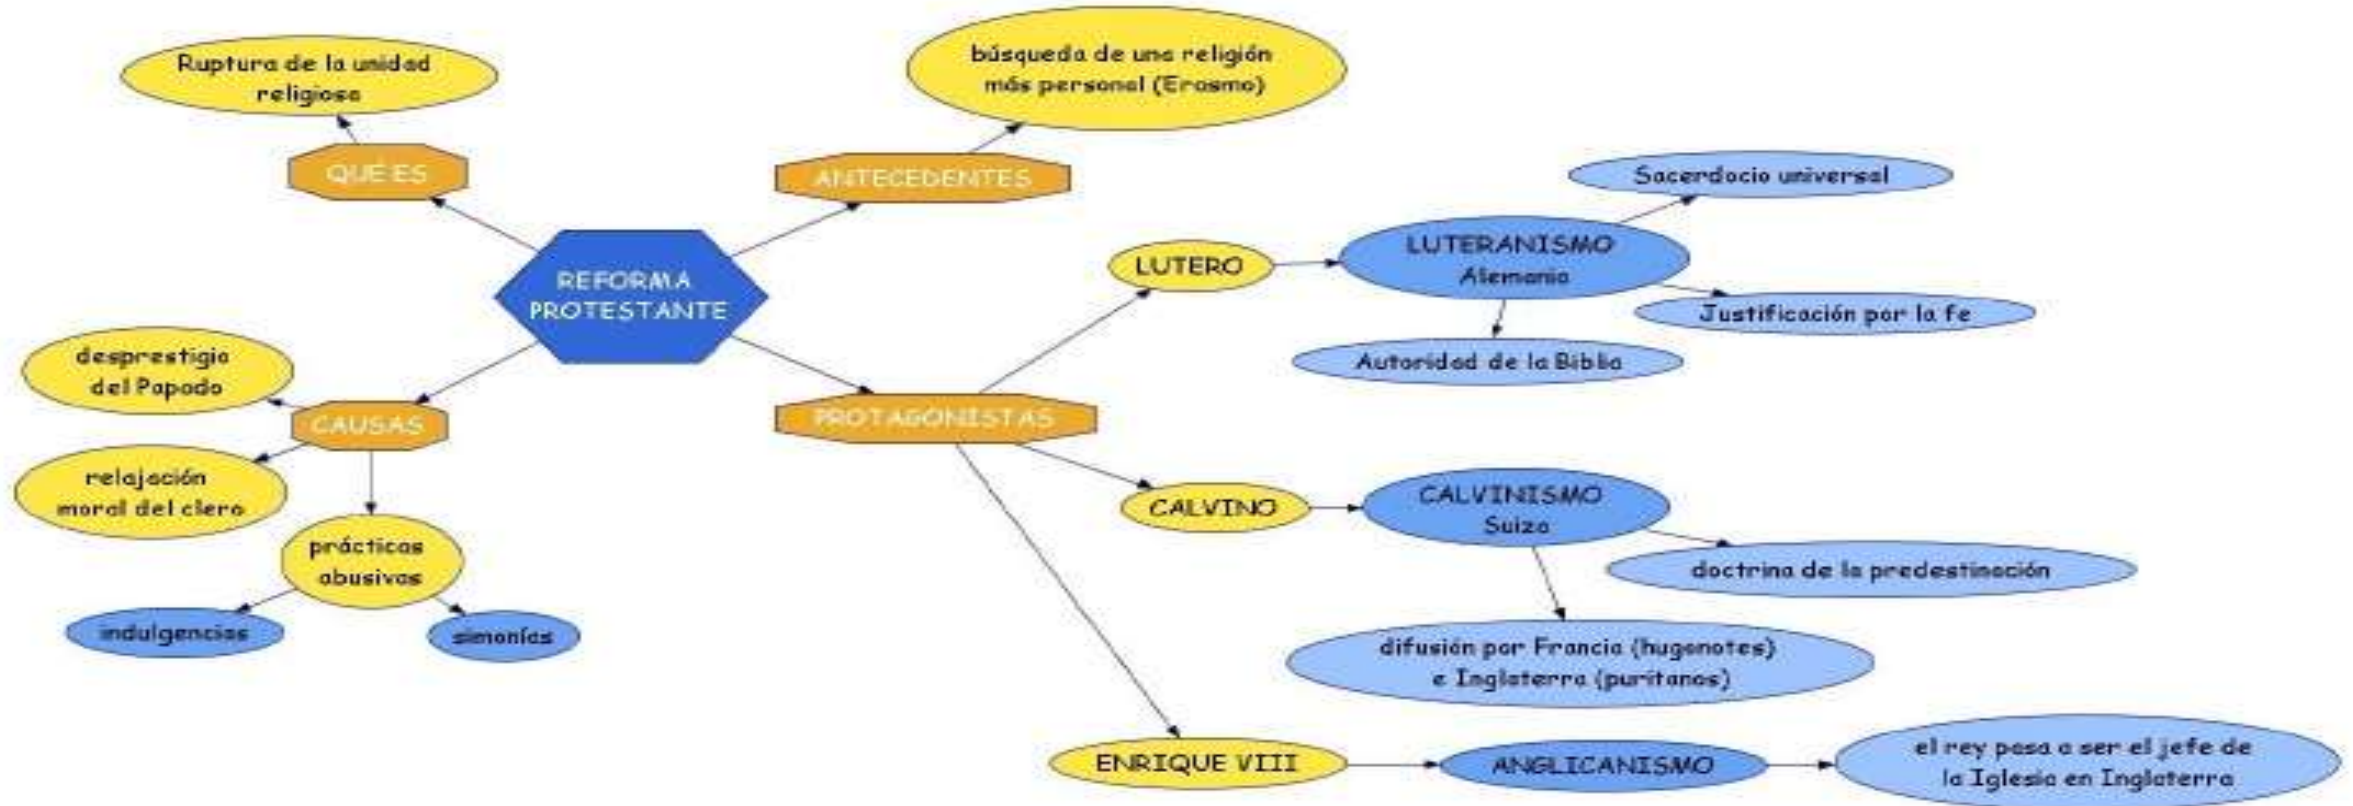 Ruptura de la unidad
religiosa
búsqueda de una religión
más personal (Erasmo)
QUÉ ES
ANTECEDENTES
REFORMA
PROTESTANTE
desprestigio
del Papado
CAUSAS
relajación
moral del clero
prácticas
abusivas
indulgencias
simonías
PROTAGONISTAS
LUTERO
LUTERANISMO
Alemania
Sacerdocio universal
Justificación por la fe
Autoridad de la Biblia
CALVINO
CALVINISMO
Suiza
doctrina de la predestinación
difusión por Francia (hugonotes)
e Inglaterra (puritanos)
ENRIQUE VIII
ANGLICANISMO
el rey pasa a ser el jefe de
la Iglesia en Inglaterra